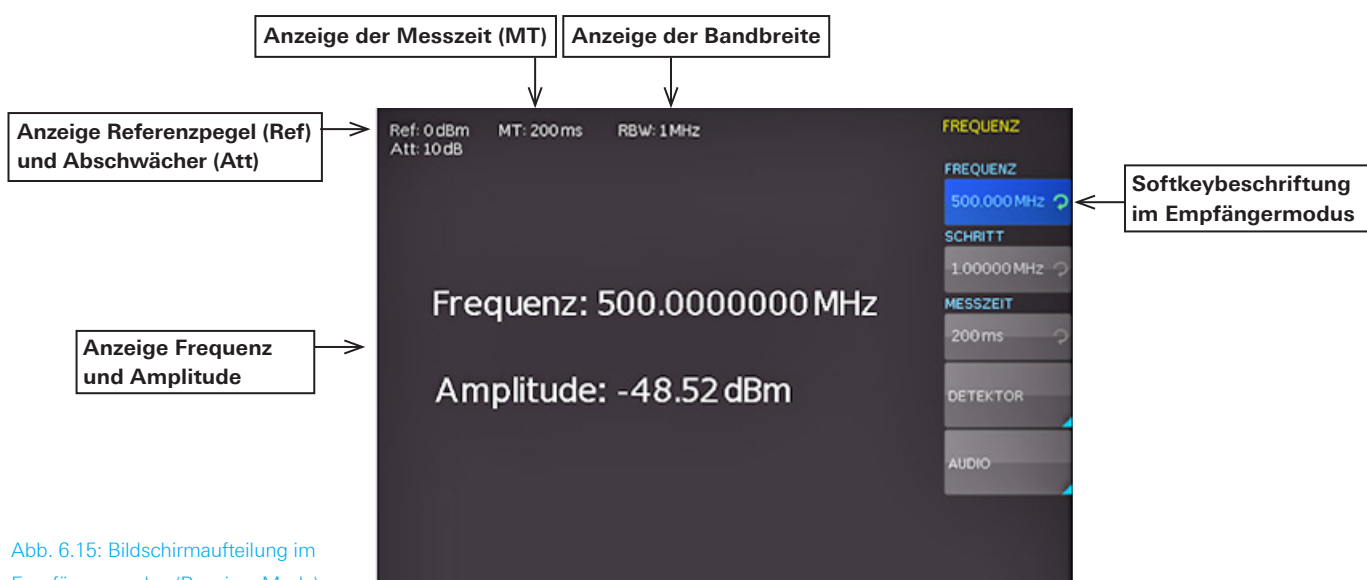 Anzeige der Messzeit (MT)
Anzeige der Bandbreite
Anzeige Referenzpegel (Ref)
und Abschwächer (Att)
Ref: 0 dBm
MT: 200 ms
RBW: 1 MHz
Att: 10 dB
FREQUENZ
FREQUENZ
500.000 MHz
Softkeybeschriftung
im Empfängermodus
SCHRITT
1.00000 MHz
Frequenz: 500.0000000 MHz
MESSZEIT
200 ms
Anzeige Frequenz
und Amplitude
Amplitude: -48.52 dBm
DETEKTOR
AUDIO
Abb. 6.15: Bildschirmaufteilung im